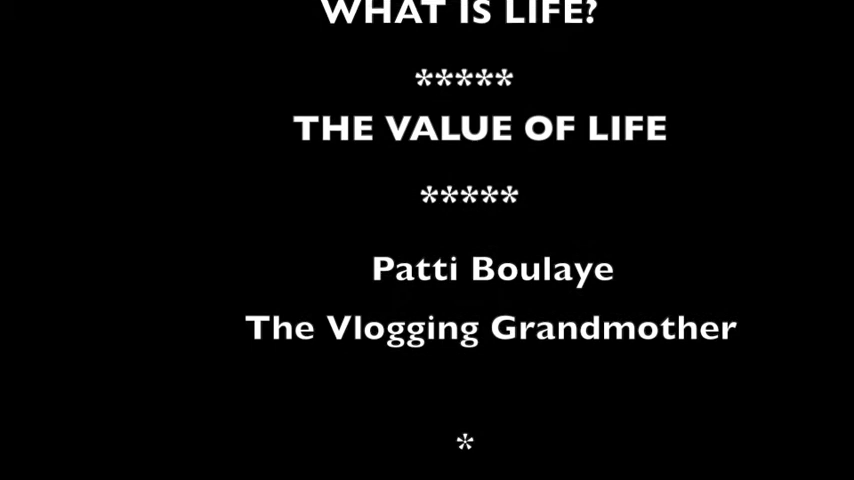 WHAT IS LIFE?
*****
THE VALUE OF LIFE
*****
Patti Boulaye
The Vlogging Grandmother
*